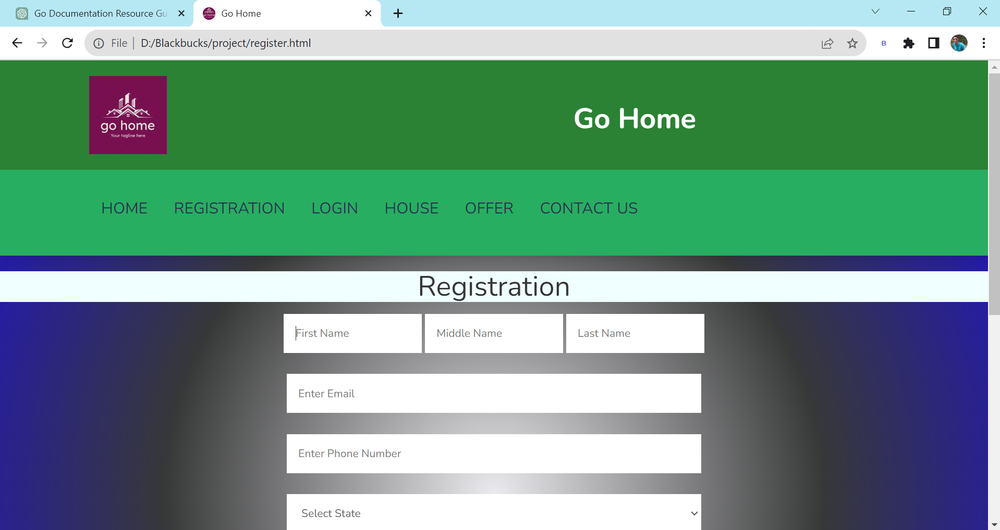 Go Documentation Resource Gu
Go Home
File
D:/Blackbucks/project/register.html
B
go home
Your tagline here
Go Home
HOME REGISTRATION LOGIN HOUSE OFFER CONTACT US
Registration
First Name Middle Name Last Name
Enter Email
Enter Phone Number
Select State